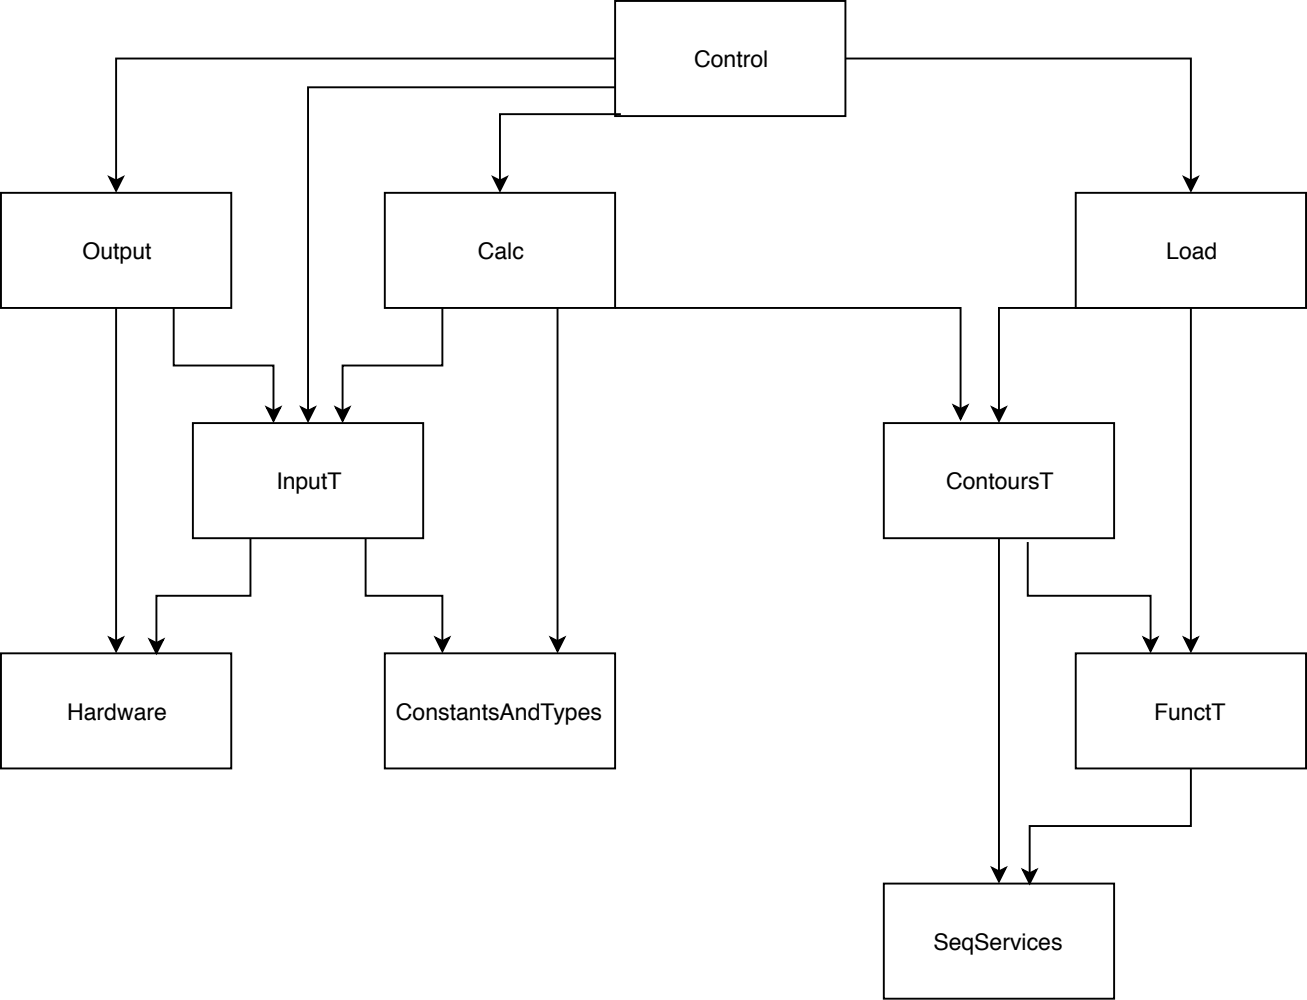 Control
Output
Calc
Load
InputT
ContoursT
Hardware
ConstantsAndTypes
FunctT
SeqServices